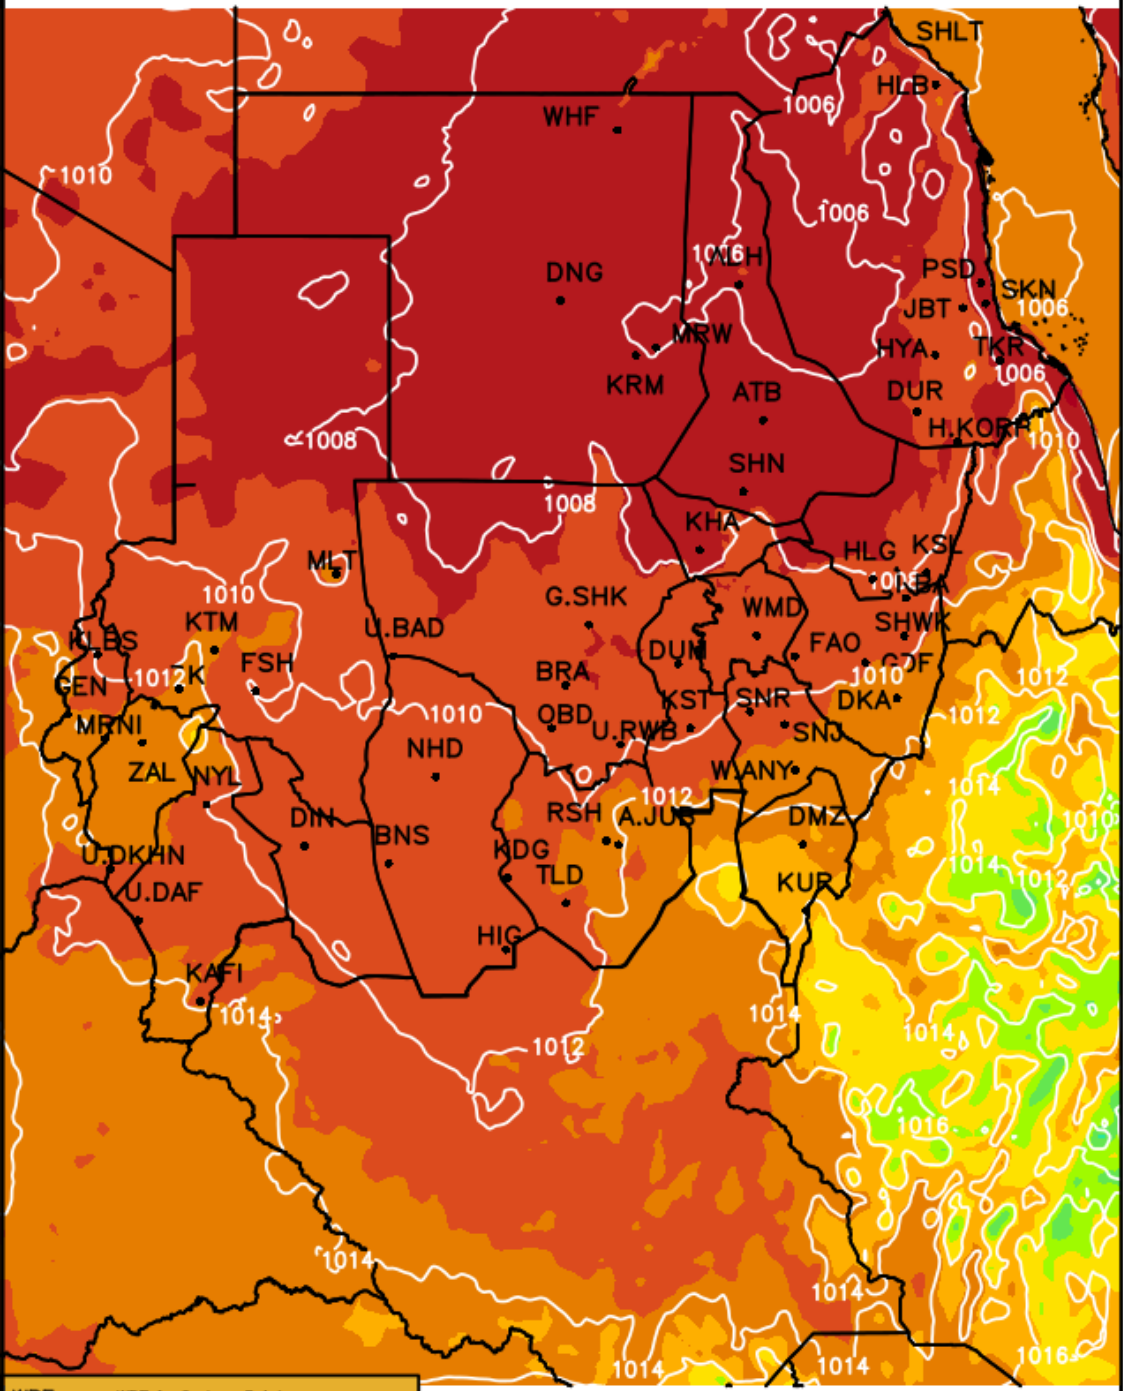 SHLT
HLB
1006
WHF
1010
1006
1006
DNG
PSD
SKN
JBT
1006
MRW
HYA
TKR
1006
KRM
ATB
DUR
1008
1010
SHN
1008
KHA
HLG
KSL
MLT
1010
G.SHK
WMD
KTM
U.BAD
SHWK
DUM
FAO
FSH
BRA
1012
1010
1012
GEN
KST
SNR
DKA
MRNI
1010
1012
OBD
U.RWB
SNJ
NHD
ZAL
NYL
W.ANY
1014
1012
DIN
RSH
A.JUB
DMZ
1010
BNS
KDG
U.DKHN
TLD
1014
1012
KUR
U.DAF
HIG
KAFI
1014
1014
1014
1012
1016
1014
1014
1014
1014
1016